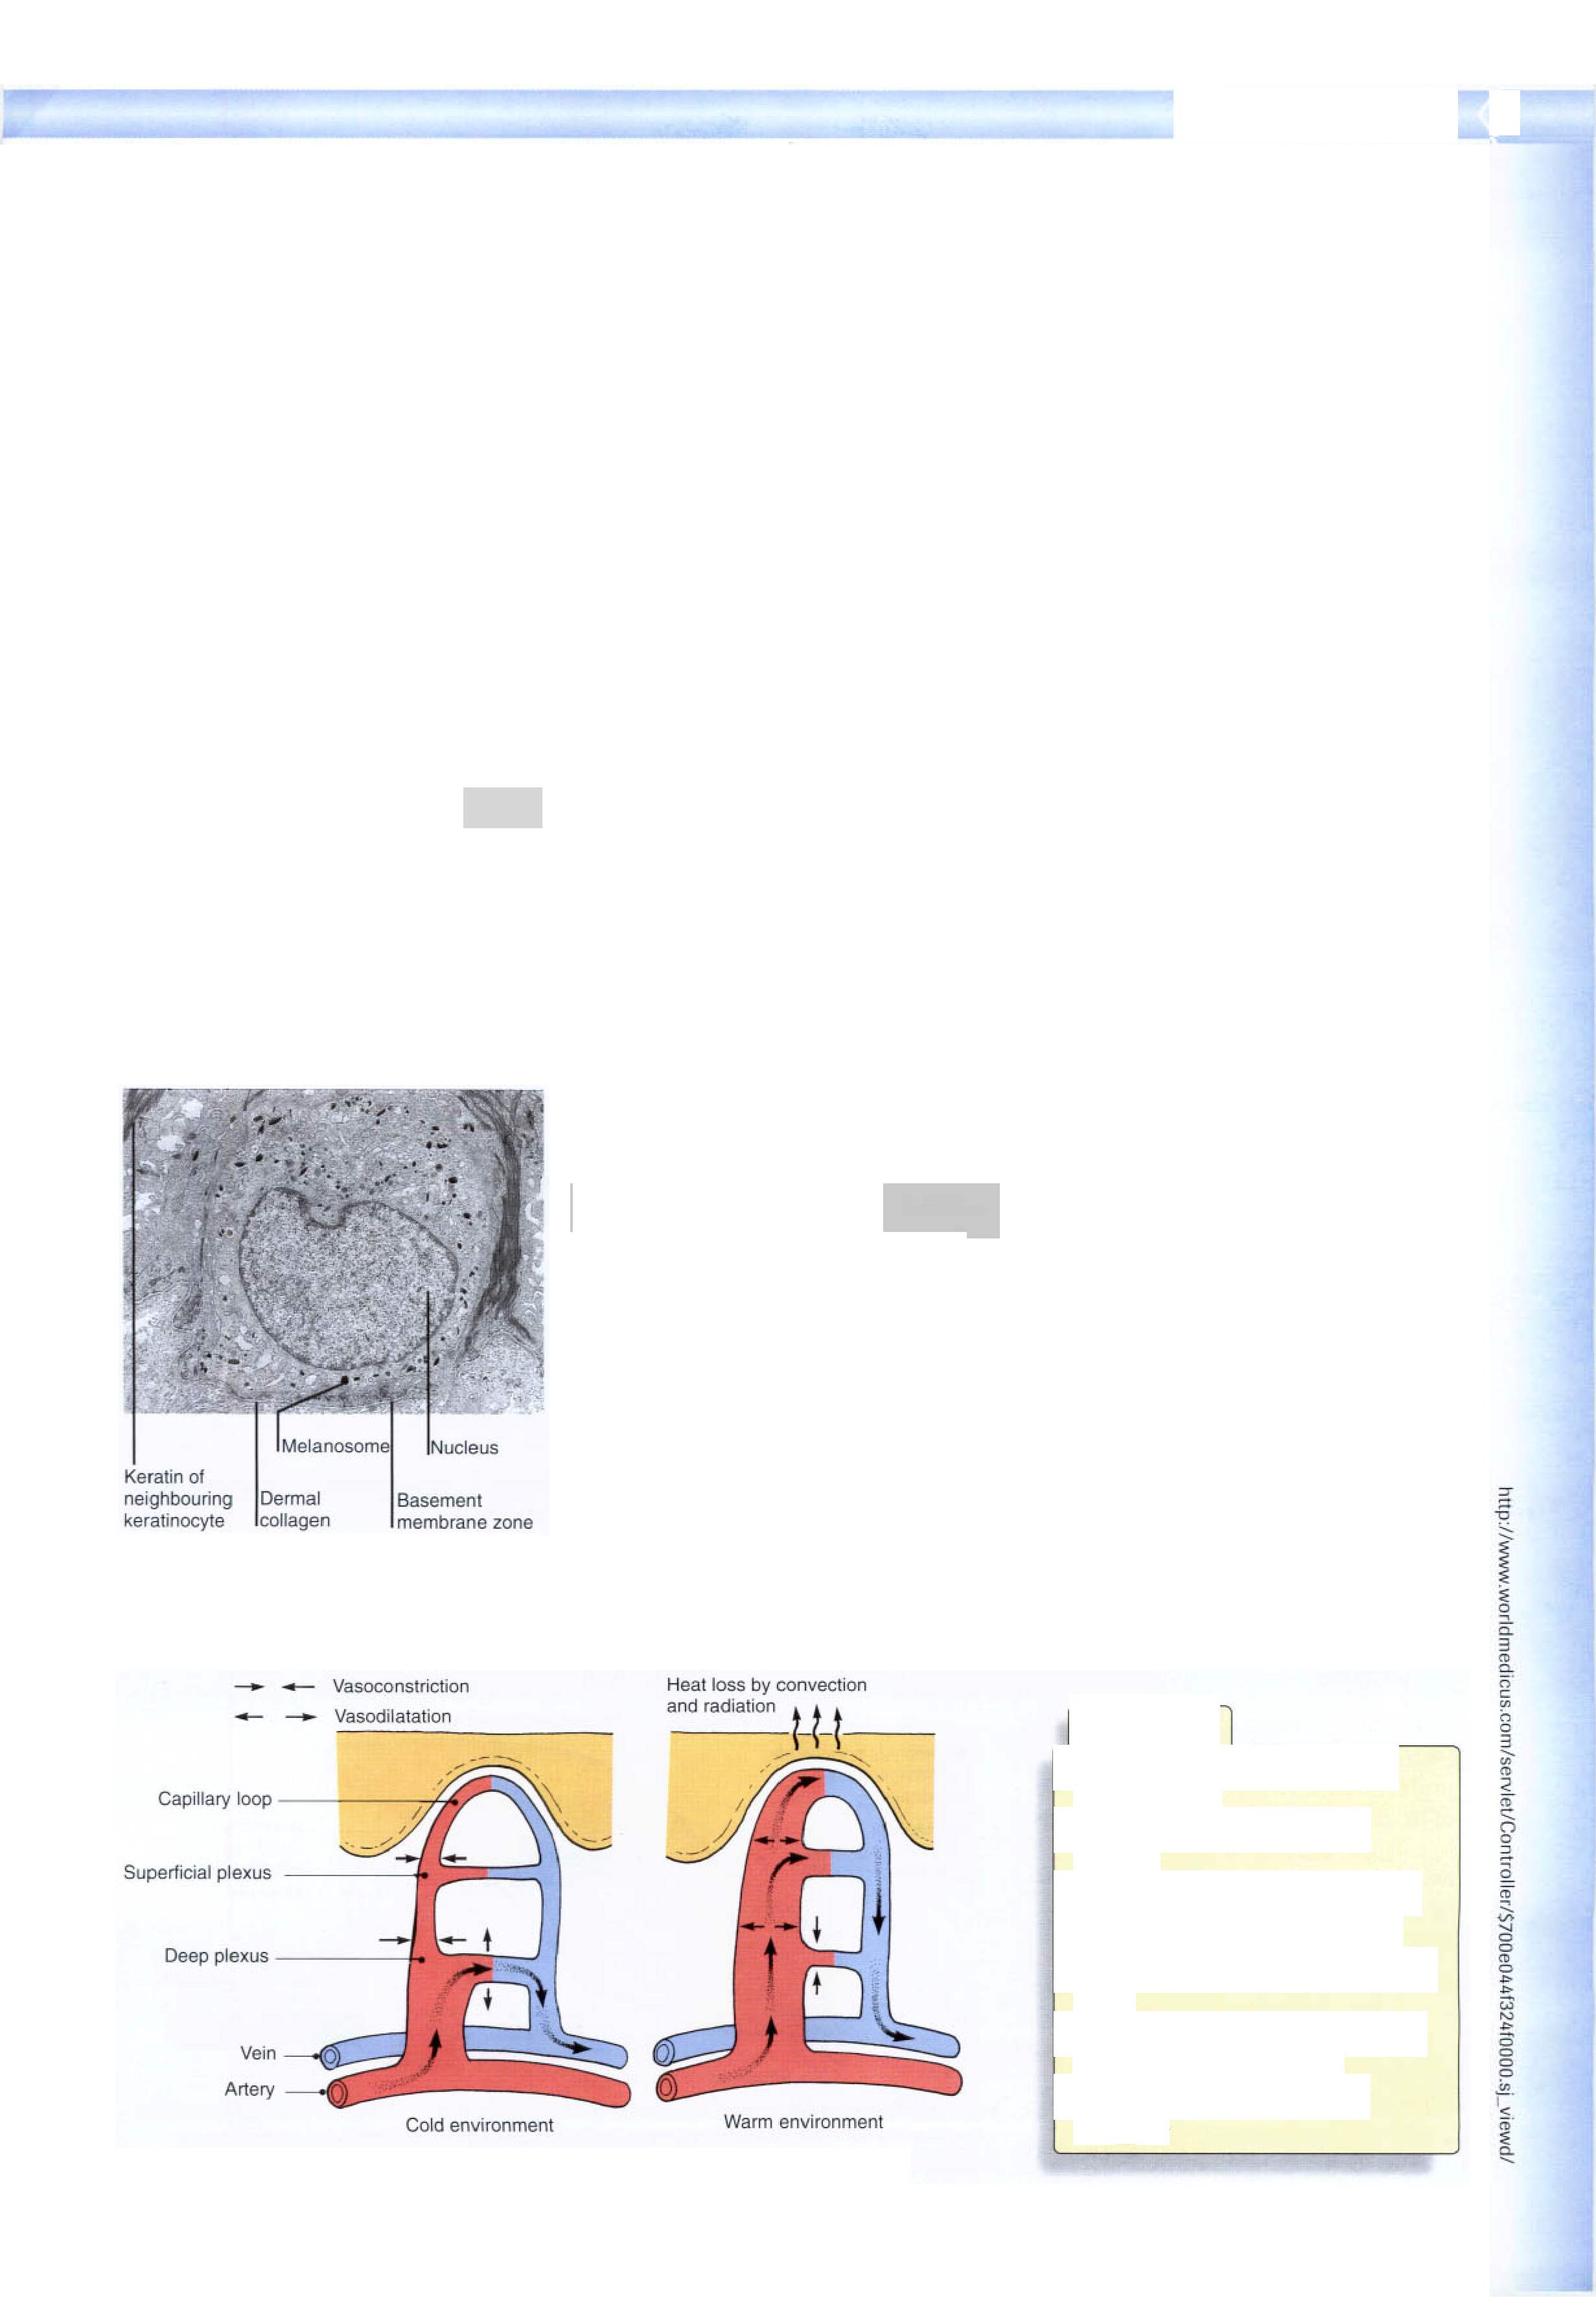 Melanosome
Nucleus
Keratin of
neighbouring
keratinocyte
Dermal
collagen
Basement
membrane zone
Vasoconstriction
Vasodilatation
Heat loss by convection
and radiation
Capillary loop
Superficial plexus
Deep plexus
Vein
Artery
Cold environment
Warm environment
http://www.worldmedicus.com/servlet/Controller/$700e044f324f0000.sj_viewd/